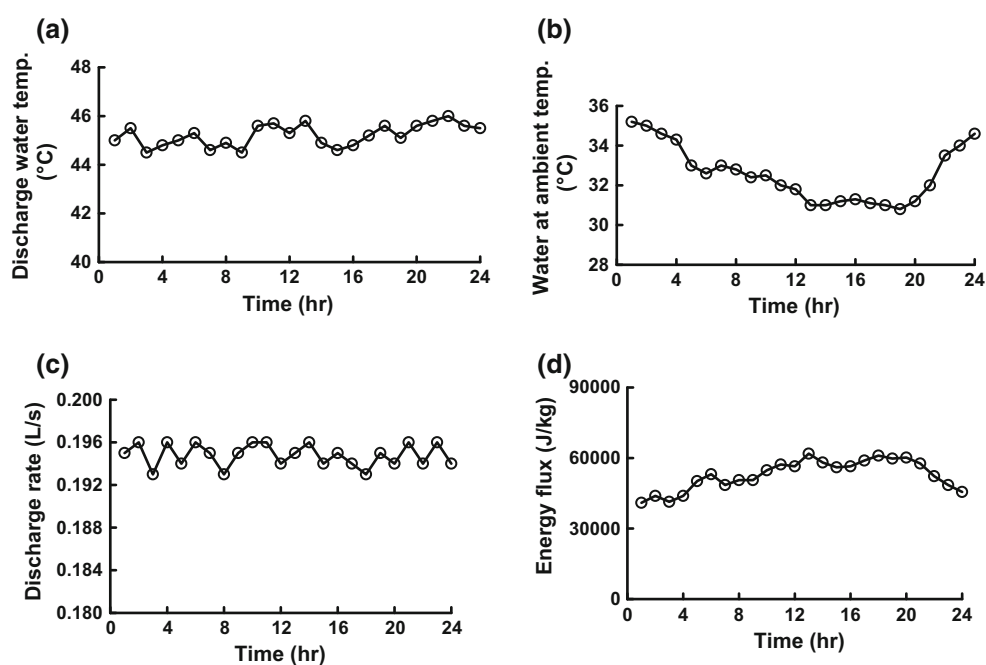 (a)
Discharge water temp.
(°C)
48
46
44
42
40
0 4 8 12 16 20 24
Time (hr)
(b)
Water at ambient temp.
(°C)
36
34
32
30
28
0 4 8 12 16 20 24
Time (hr)
(c)
Discharge rate (L/s)
0.200
0.196
0.192
0.188
0.184
0.180
0 4 8 12 16 20 24
Time (hr)
(d)
Energy flux (J/kg)
90000
60000
30000
0
0 4 8 12 16 20 24
Time (hr)